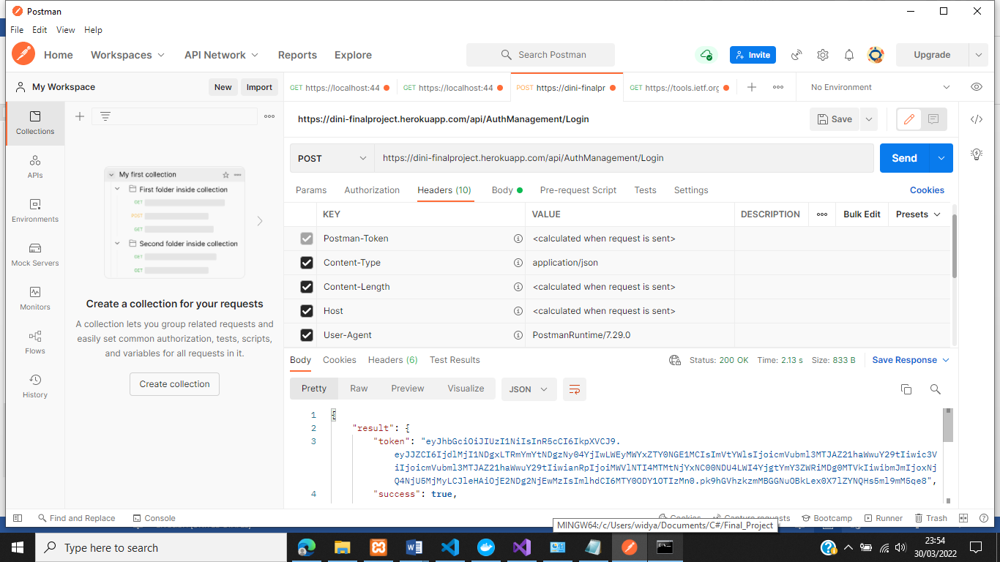 Postman
File Edit View Help
Home Workspaces API Network Reports Explore
Search Postman
Invite
Upgrade
My Workspace
New Import
GET https://localhost:44
GET https://localhost:44
POST https://dini-finalpr
GET https://tools.ietf.org
No Environment
Collections
APIs
Environments
Mock Servers
Monitors
Flows
History
My first collection
First folder inside collection
GET
POST
GET
Second folder inside collection
GET
GET
Create a collection for your requests
A collection lets you group related requests and
easily set common authorization, tests, scripts,
and variables for all requests in it.
Create collection
https://dini-finalproject.herokuapp.com/api/AuthManagement/Login
Save
POST https://dini-finalproject.herokuapp.com/api/AuthManagement/Login
Send
Params Authorization Headers (10) Body Pre-request Script Tests Settings
Cookies
KEY VALUE DESCRIPTION Bulk Edit Presets
Postman-Token <calculated when request is sent>
Content-Type application/json
Content-Length <calculated when request is sent>
Host <calculated when request is sent>
User-Agent PostmanRuntime/7.29.0
Body Cookies Headers (6) Test Results
Status: 200 OK Time: 2.13 s Size: 833 B Save Response
Pretty Raw Preview Visualize JSON
1 {
2 "result": {
3 "token": "eyJhbGciOiJIUzI1NiIsInR5cCI6IkpXVCJ9.
4 "success": true,
Find and Replace Console
Bootcamp Runner Trash
MINGW64:/c/Users/widya/Documents/C#/Final_Project
Type here to search
23:54
30/03/2022